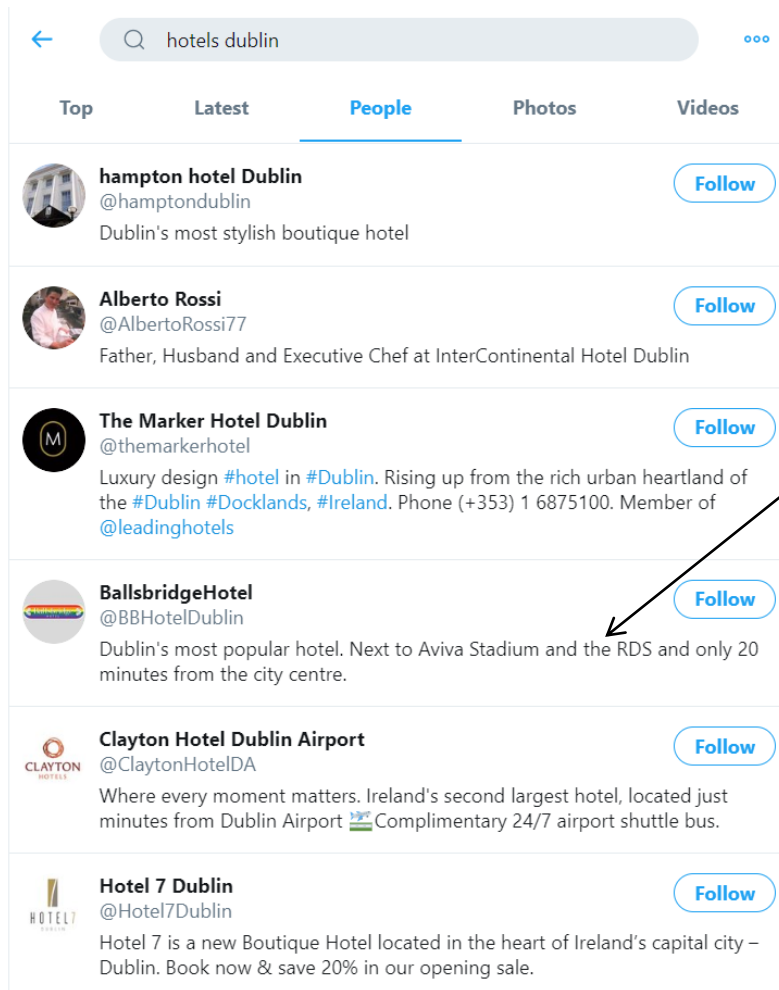 hotels dublin
Top Latest People Photos Videos
hampton hotel Dublin
Follow
@hamptondublin
Dublin's most stylish boutique hotel
Alberto Rossi
Follow
@AlbertoRossi77
Father, Husband and Executive Chef at InterContinental Hotel Dublin
M
The Marker Hotel Dublin
Follow
@themarkerhotel
Luxury design #hotel in #Dublin. Rising up from the rich urban heartland of
the #Dublin #Docklands, #Ireland. Phone (+353) 1 6875100. Member of
@leadinghotels
BallsbridgeHotel
Follow
@BBHotelDublin
Dublin's most popular hotel. Next to Aviva Stadium and the RDS and only 20
minutes from the city centre.
CLAYTON
HOTELS
Clayton Hotel Dublin Airport
Follow
@ClaytonHotelDA
Where every moment matters. Ireland's second largest hotel, located just
minutes from Dublin Airport Complimentary 24/7 airport shuttle bus.
HOTEL7
DUBLIN
Hotel 7 Dublin
Follow
@Hotel7Dublin
Hotel 7 is a new Boutique Hotel located in the heart of Ireland’s capital city –
Dublin. Book now & save 20% in our opening sale.